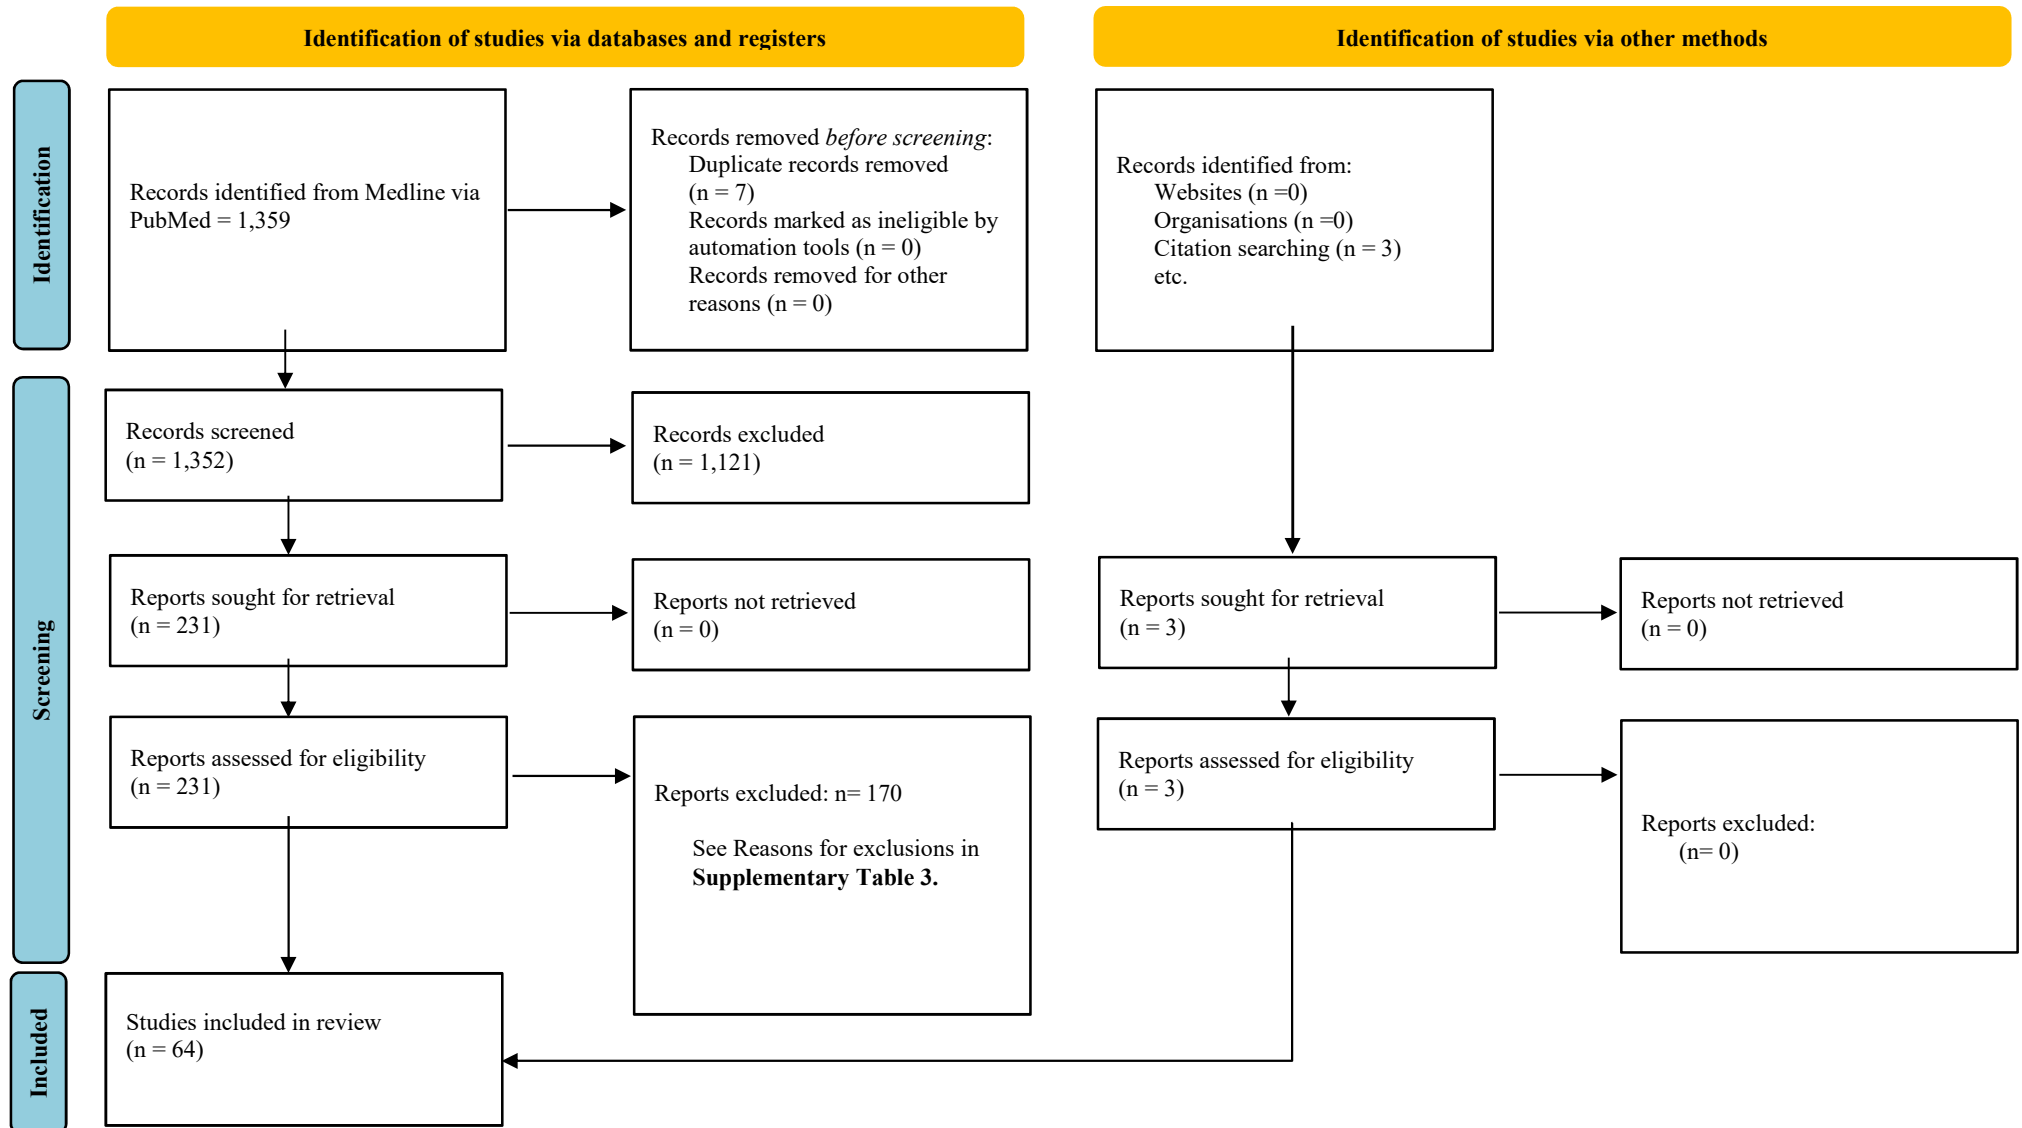 Identification of studies via databases and registers
Identification of studies via other methods
Identification
Records identified from Medline via
PubMed = 1,359
Records removed before screening:
Duplicate records removed
(n = 7)
Records marked as ineligible by
automation tools (n = 0)
Records removed for other
reasons (n = 0)
Records identified from:
Websites (n =0)
Organisations (n =0)
Citation searching (n = 3)
etc.
Screening
Records screened
(n = 1,352)
Records excluded
(n = 1,121)
Reports sought for retrieval
(n = 231)
Reports not retrieved
(n = 0)
Reports sought for retrieval
(n = 3)
Reports not retrieved
(n = 0)
Reports assessed for eligibility
(n = 231)
Reports excluded: n= 170
See Reasons for exclusions in
Supplementary Table 3.
Reports assessed for eligibility
(n = 3)
Reports excluded:
(n= 0)
Included
Studies included in review
(n = 64)